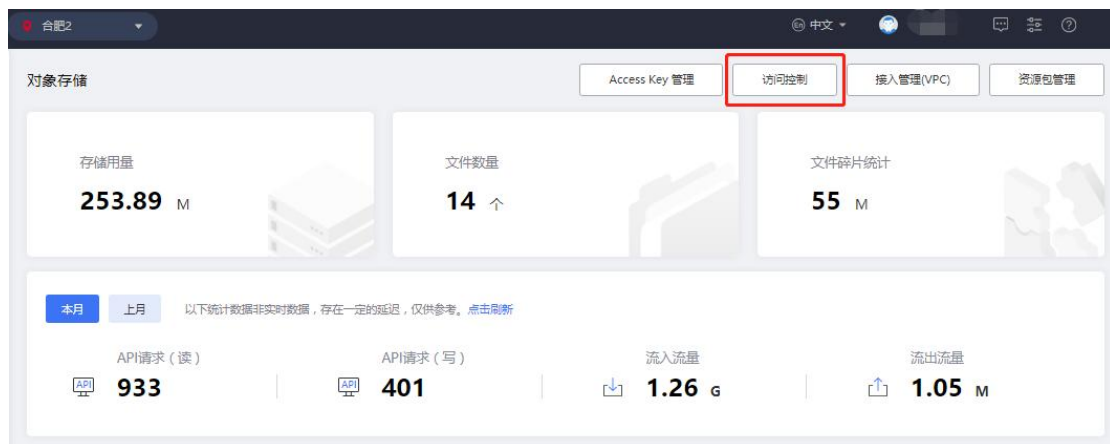 合肥2
En 中文
对象存储
Access Key 管理
访问控制
接入管理(VPC)
资源包管理
存储用量
文件数量
文件碎片统计
253.89 M
14 个
55 M
本月
上月
以下统计数据非实时数据，存在一定的延迟，仅供参考。点击刷新
API请求（读）
API请求（写）
流入流量
流出流量
API 933
API 401
1.26 G
1.05 M